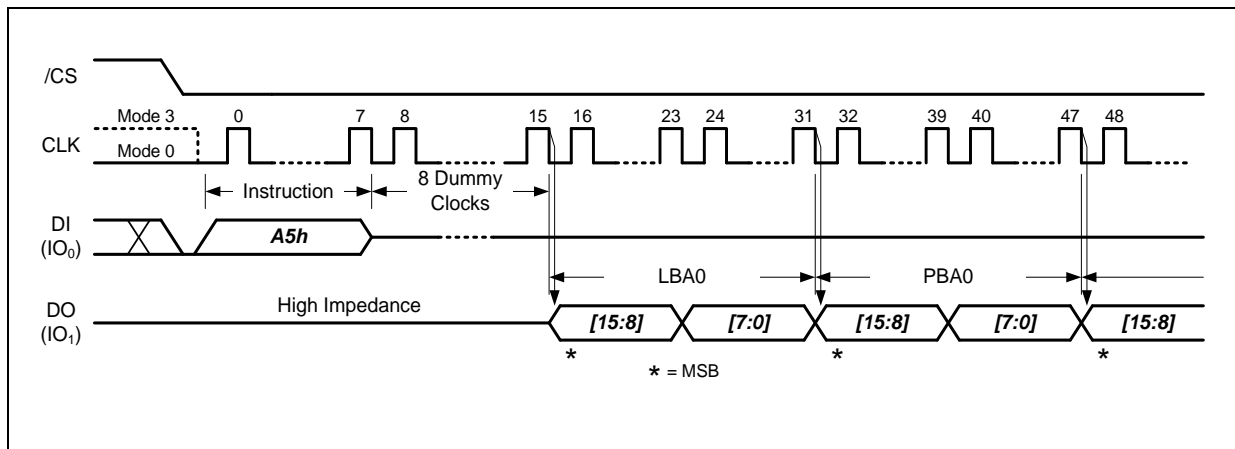 /CS
Mode 3
CLK
Mode 0
0 7 8 15 16 23 24 31 32 39 40 47 48
Instruction
8 Dummy
Clocks
DI
(IO₀)
A5h
LBA0
PBA0
DO
(IO₁)
High Impedance
[15:8] [7:0] [15:8] [7:0] [15:8]
* * *
* = MSB